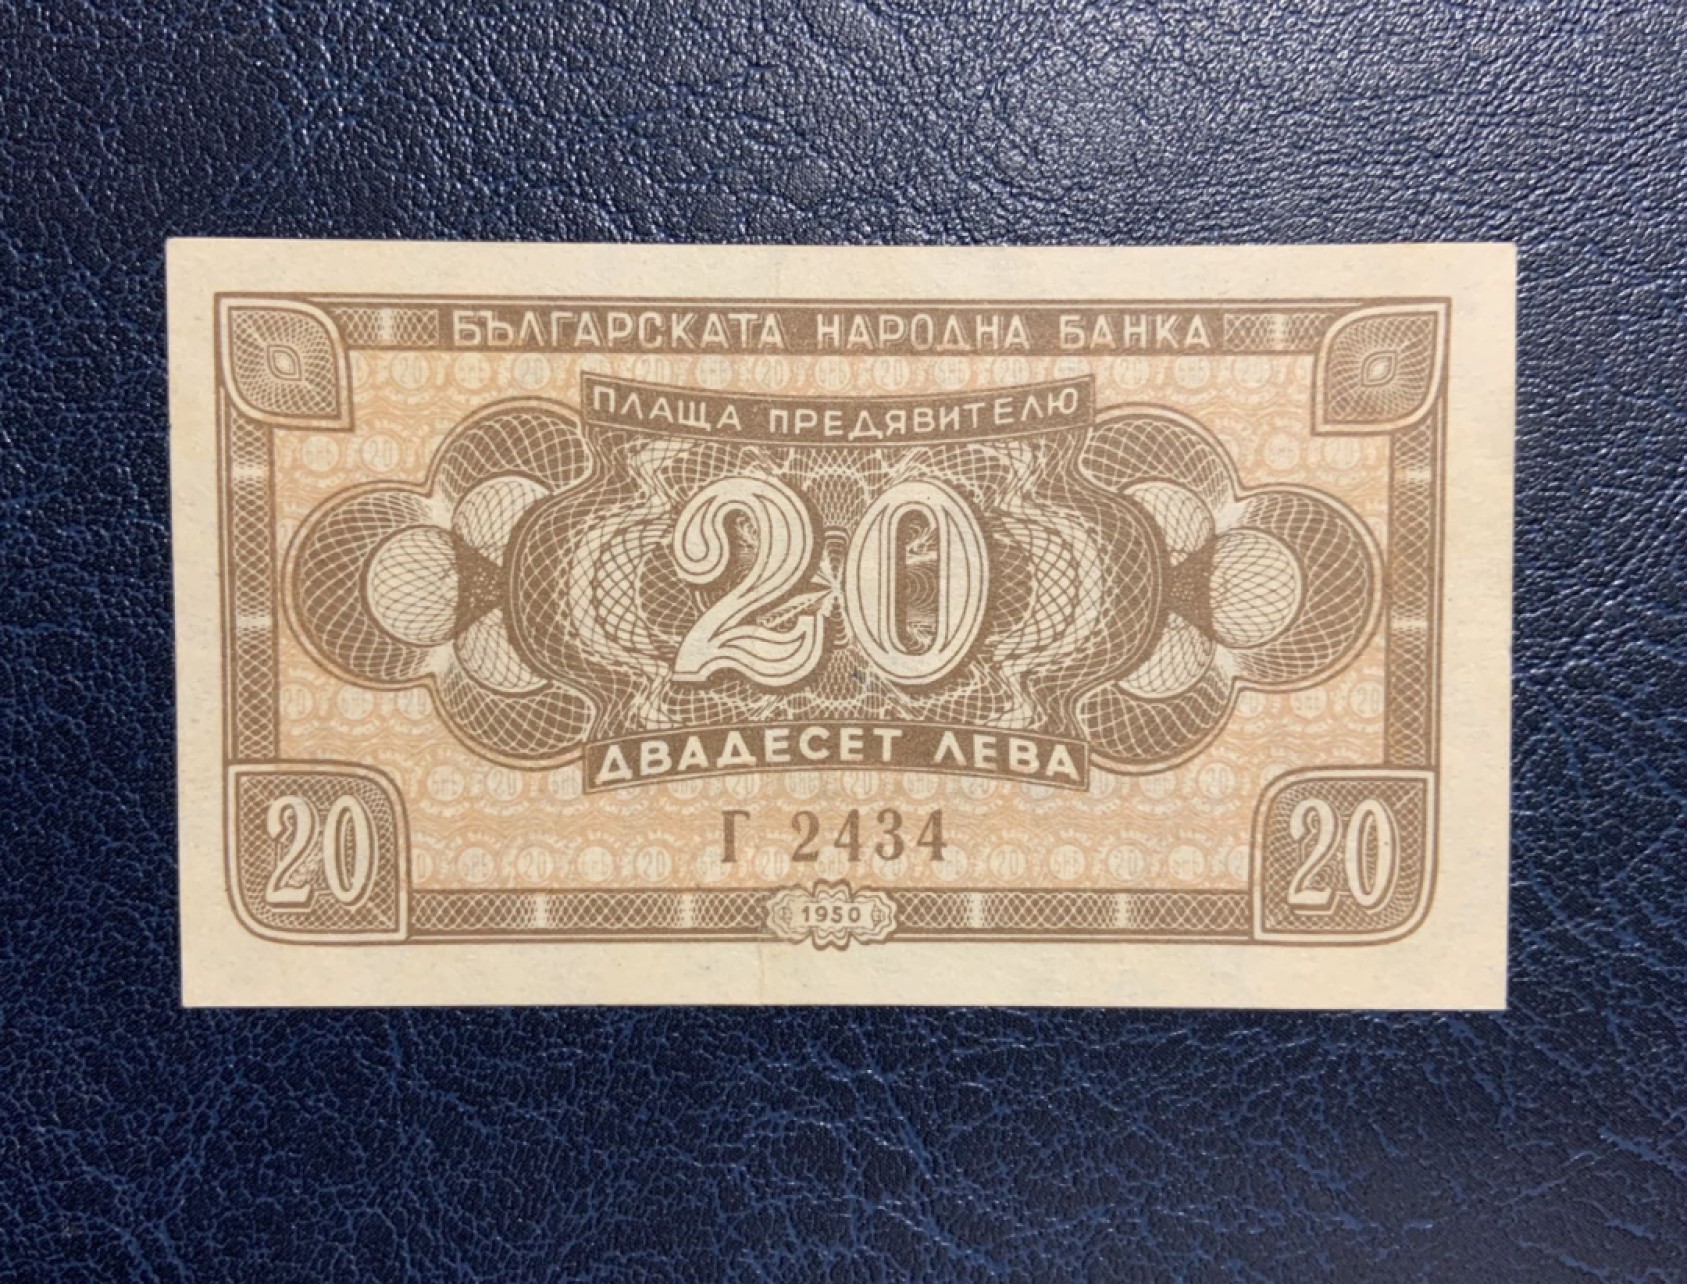 БЪЛГАРСКАТА НАРОДНА БАНКА
ПЛАЩА ПРЕДЯВИТЕЛЮ
20
ДВАДЕСЕТ ЛЕВА
Г 2434
20
20
1950